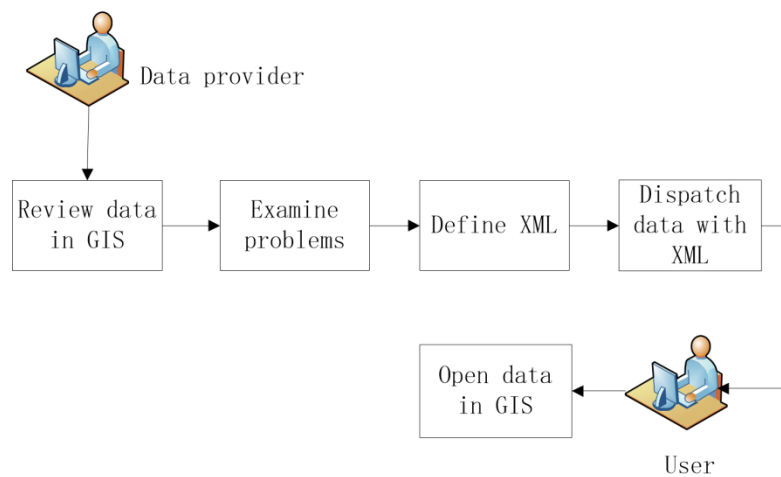 Data provider
Review data
in GIS
Examine
problems
Define XML
Dispatch
data with
XML
Open data
in GIS
User